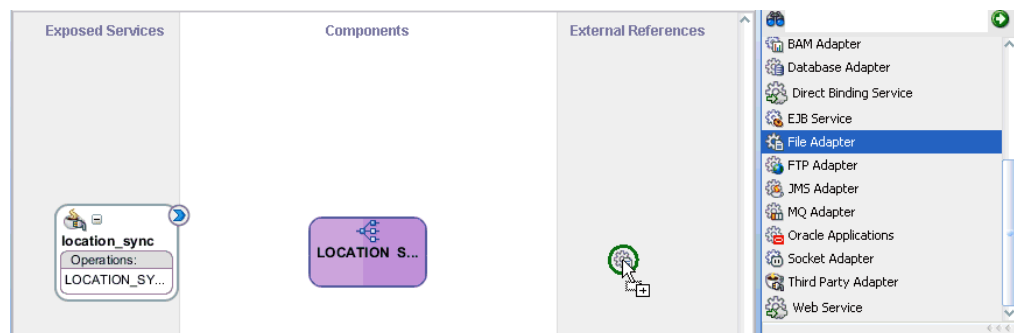 Exposed Services
Components
External References
location_sync
Operations:
LOCATION_SY...
LOCATION S...
BAM Adapter
Database Adapter
Direct Binding Service
EJB Service
File Adapter
FTP Adapter
JMS Adapter
MQ Adapter
Oracle Applications
Socket Adapter
Third Party Adapter
Web Service